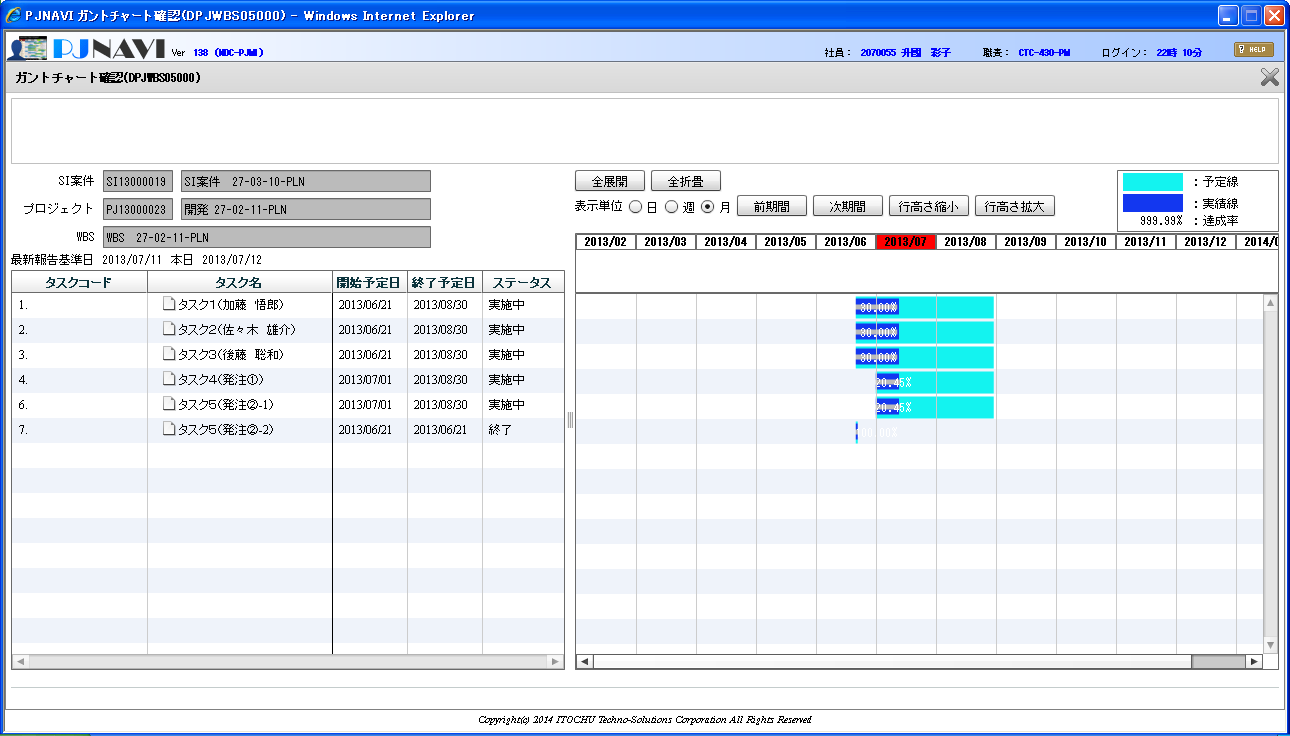 PJNAVI ガントチャート確認(DPJWBS05000) - Windows Internet Explorer
PJNAVI Ver 138 (NDC-PJMI) 社員： 2070055 升國 彩子 職責： CTC-430-PM ログイン： 22時 10分 ? HELP
ガントチャート確認(DPJWBS05000)
SI案件 SI13000019 SI案件 27-03-10-PLN
プロジェクト PJ13000023 開発 27-02-11-PLN
WBS WBS 27-02-11-PLN
最新報告基準日 2013/07/11 本日 2013/07/12
全展開 全折畳
表示単位 日 週 月 前期間 次期間 行高さ縮小 行高さ拡大
：予定線
：実績線
999.99% ：達成率
タスクコード タスク名 開始予定日 終了予定日 ステータス
1. タスク1(加藤 悟郎) 2013/06/21 2013/08/30 実施中
2. タスク2(佐々木 雄介) 2013/06/21 2013/08/30 実施中
3. タスク3(後藤 聡和) 2013/06/21 2013/08/30 実施中
4. タスク4(発注①) 2013/07/01 2013/08/30 実施中
6. タスク5(発注②-1) 2013/07/01 2013/08/30 実施中
7. タスク5(発注②-2) 2013/06/21 2013/06/21 終了
2013/02 2013/03 2013/04 2013/05 2013/06 2013/07 2013/08 2013/09 2013/10 2013/11 2013/12 2014/0
30.00%
30.00%
30.00%
20.45%
20.45%
Copyright(c) 2014 ITOCHU Techno-Solutions Corporation All Rights Reserved